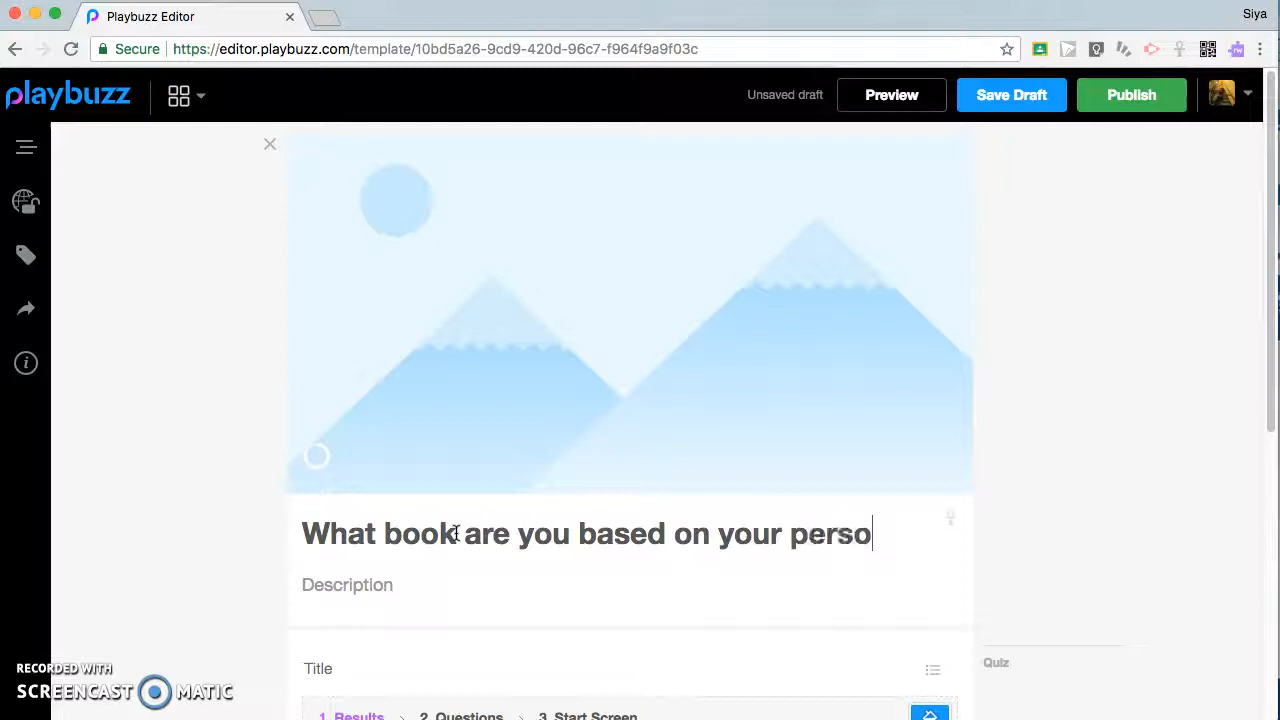 Playbuzz Editor
Siya
Secure https://editor.playbuzz.com/template/10bd5a26-9cd9-420d-96c7-f964f9a9f03c
playbuzz
Unsaved draft
Preview
Save Draft
Publish
What book are you based on your perso
Description
Title
Quiz
1. Results > 2. Questions > 3. Start Screen
RECORDED WITH
SCREENCAST MATIC